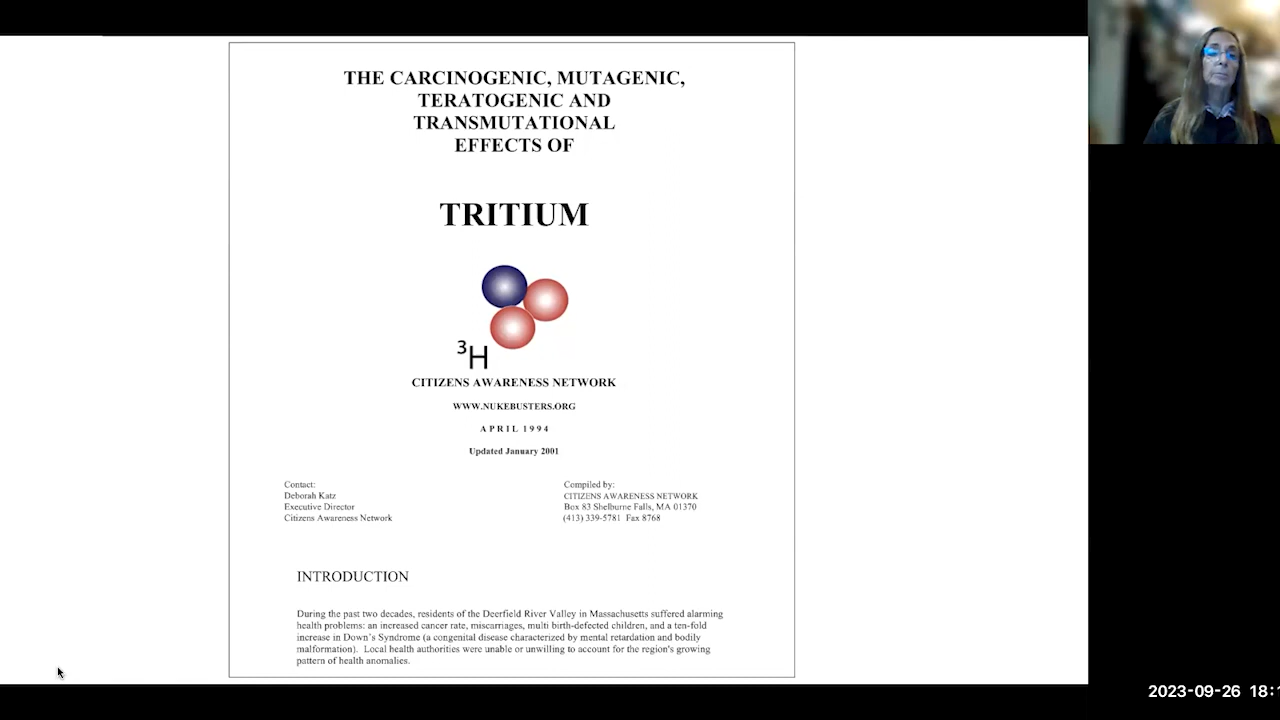 THE CARCINOGENIC, MUTAGENIC,
TERATOGENIC AND
TRANSMUTATIONAL
EFFECTS OF
TRITIUM
³H
CITIZENS AWARENESS NETWORK
WWW.NUKEBUSTERS.ORG
APRIL 1994
Updated January 2001
Contact:
Deborah Katz
Executive Director
Citizens Awareness Network
Compiled by:
CITIZENS AWARENESS NETWORK
Box 83 Shelburne Falls, MA 01370
(413) 339-5781 Fax 8768
INTRODUCTION
During the past two decades, residents of the Deerfield River Valley in Massachusetts suffered alarming
health problems: an increased cancer rate, miscarriages, multi birth-defected children, and a ten-fold
increase in Down's Syndrome (a congenital disease characterized by mental retardation and bodily
malformation). Local health authorities were unable or unwilling to account for the region's growing
pattern of health anomalies.
2023-09-26 18: